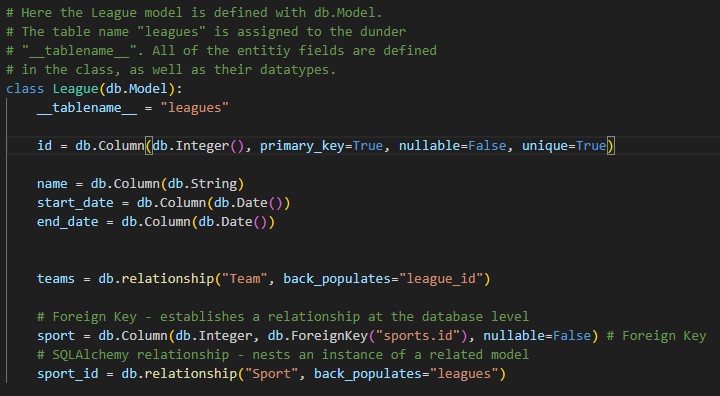 # Here the League model is defined with db.Model.
# The table name "leagues" is assigned to the dunder
# "__tablename__". All of the entitiy fields are defined
# in the class, as well as their datatypes.
class League(db.Model):
    __tablename__ = "leagues"
    id = db.Column(db.Integer(), primary_key=True, nullable=False, unique=True)
    name = db.Column(db.String)
    start_date = db.Column(db.Date())
    end_date = db.Column(db.Date())
    teams = db.relationship("Team", back_populates="league_id")
    # Foreign Key - establishes a relationship at the database level
    sport = db.Column(db.Integer, db.ForeignKey("sports.id"), nullable=False) # Foreign Key
    # SQLAlchemy relationship - nests an instance of a related model
    sport_id = db.relationship("Sport", back_populates="leagues")